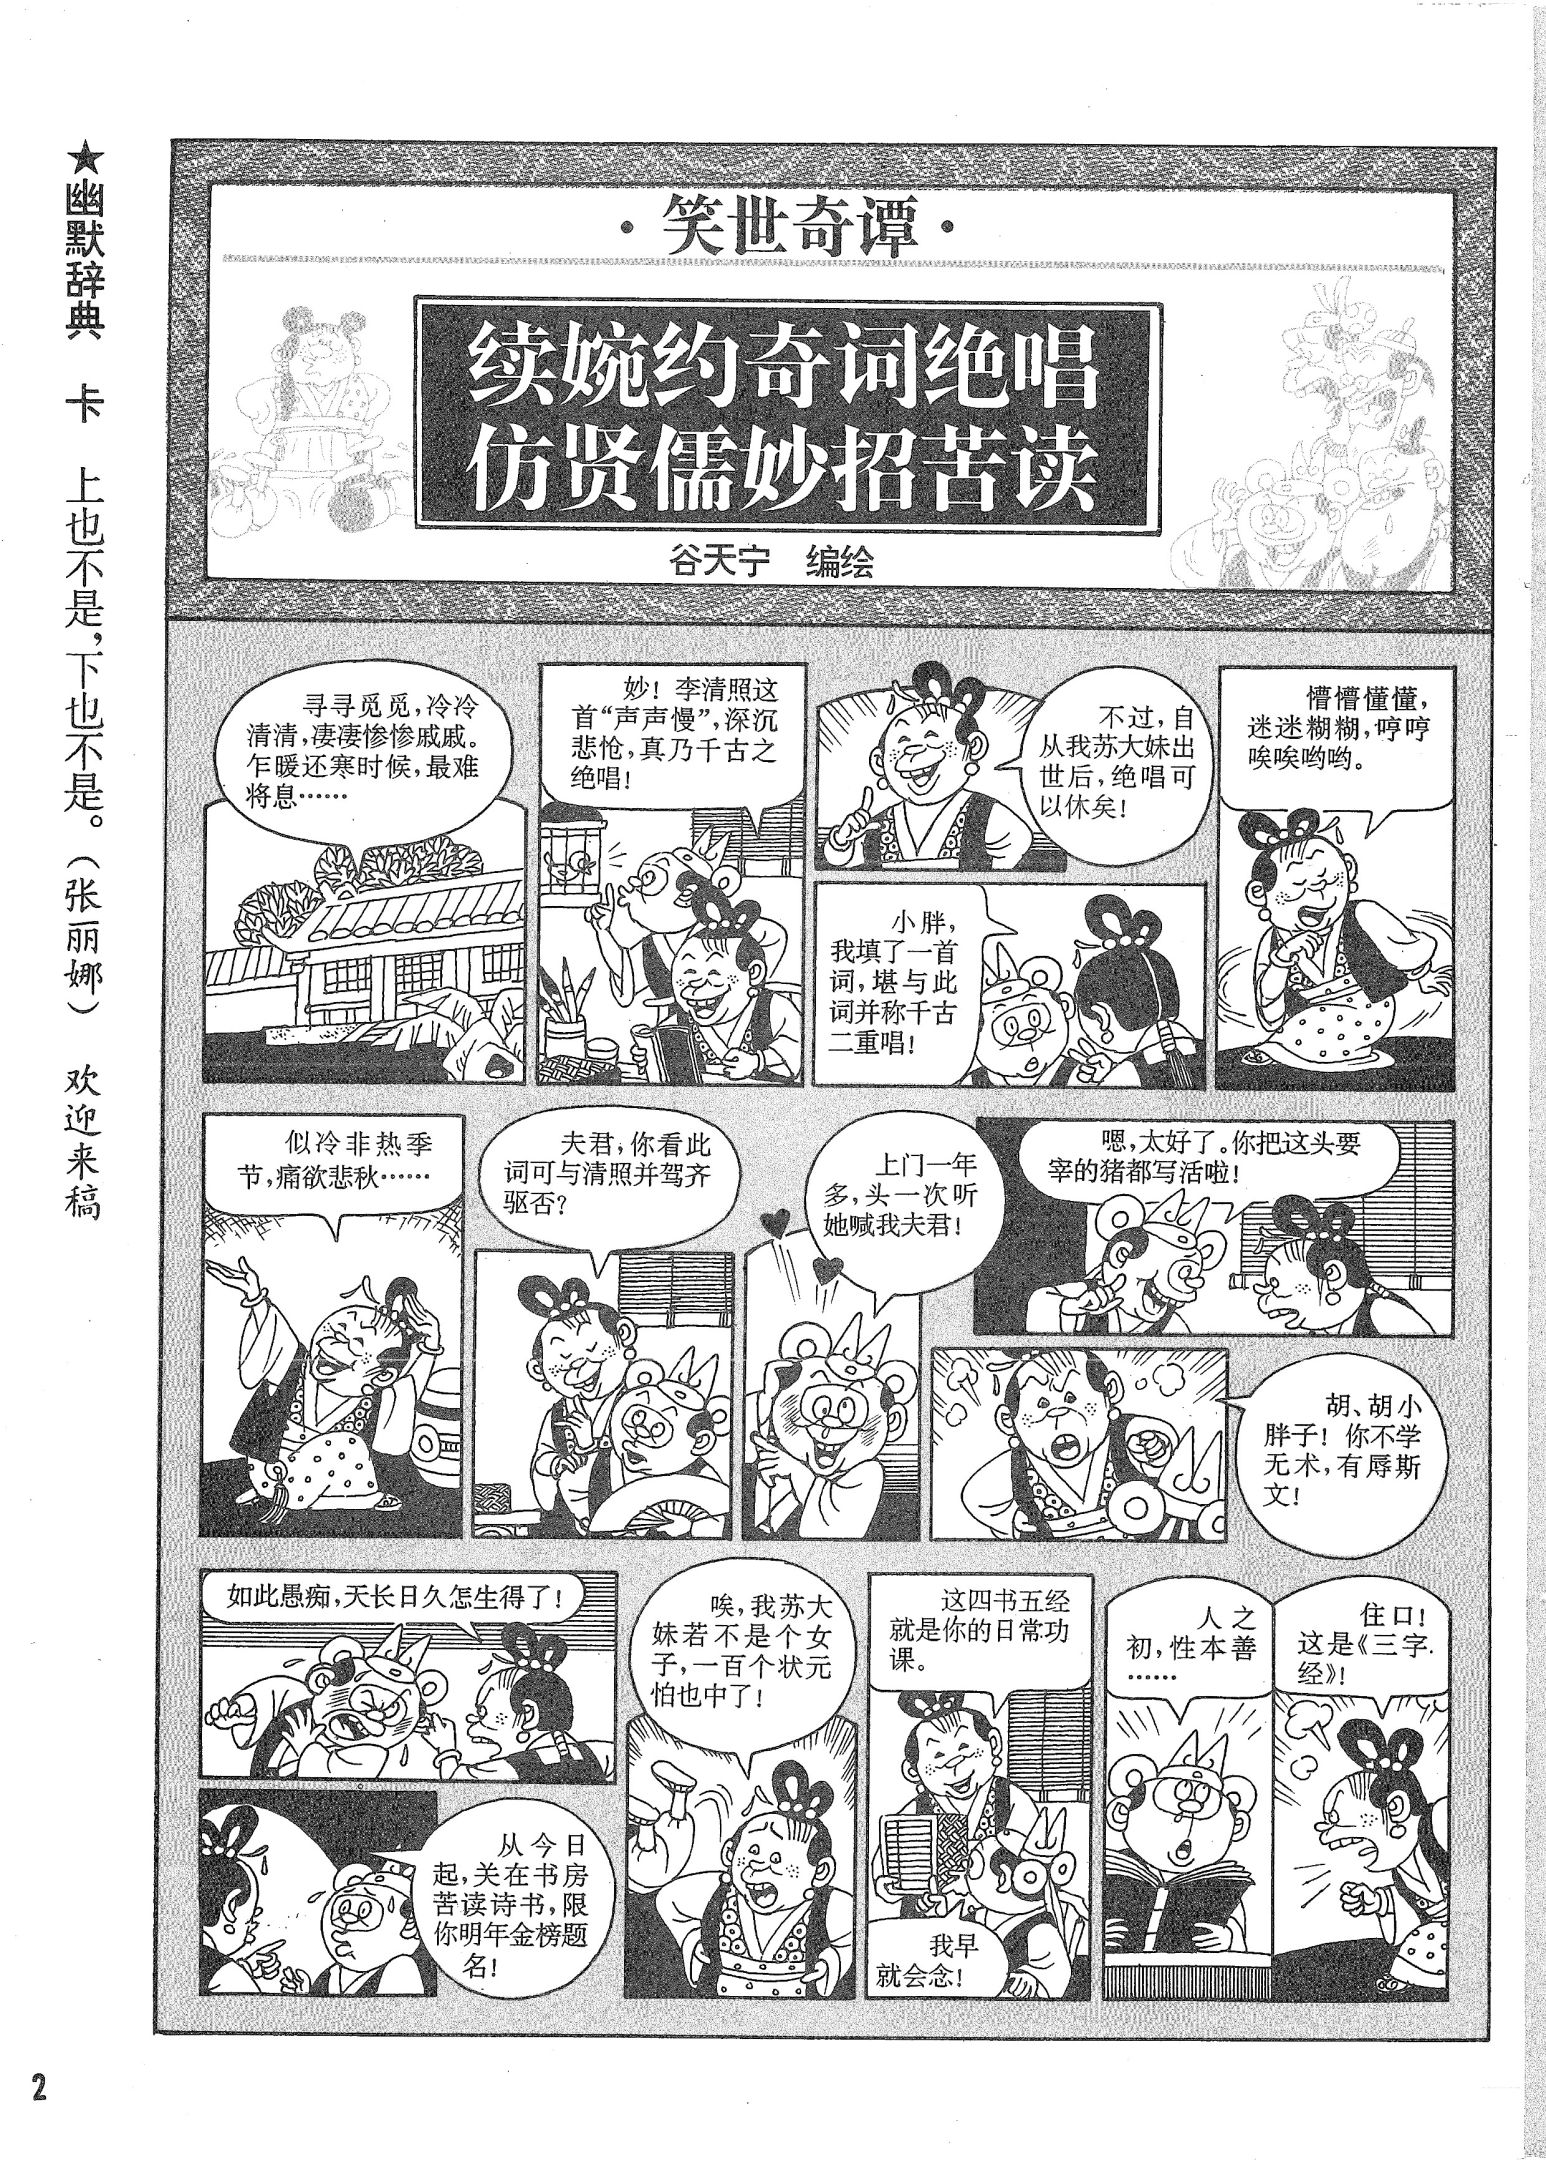 ★幽默辞典 卡 上也不是，下也不是。（张丽娜） 欢迎来稿
·笑世奇谭·
续婉约奇词绝唱
仿贤儒妙招苦读
谷天宁 编绘
寻寻觅觅，冷冷
清清，凄凄惨惨戚戚。
乍暖还寒时候，最难
将息……
妙！李清照这
首“声声慢”，深沉
悲怆，真乃千古之
绝唱！
不过，自
从我苏大妹出
世后，绝唱可
以休矣！
小胖，
我填了一首
词，堪与此
词并称千古
二重唱！
懵懵懂懂，
迷迷糊糊，哼哼
唉唉哟哟。
似冷非热季
节，痛欲悲秋……
夫君，你看此
词可与清照并驾齐
驱否？
上门一年
多，头一次听
她喊我夫君！
嗯，太好了。你把这头要
宰的猪都写活啦！
胡、胡小
胖子！你不学
无术，有辱斯
文！
如此愚痴，天长日久怎生得了！
从今日
起，关在书房
苦读诗书，限
你明年金榜题
名！
唉，我苏大
妹若不是个女
子，一百个状元
怕也中了！
这四书五经
就是你的日常功
课。
我早
就会念！
人之
初，性本善
……
住口！
这是《三字
经》！
2